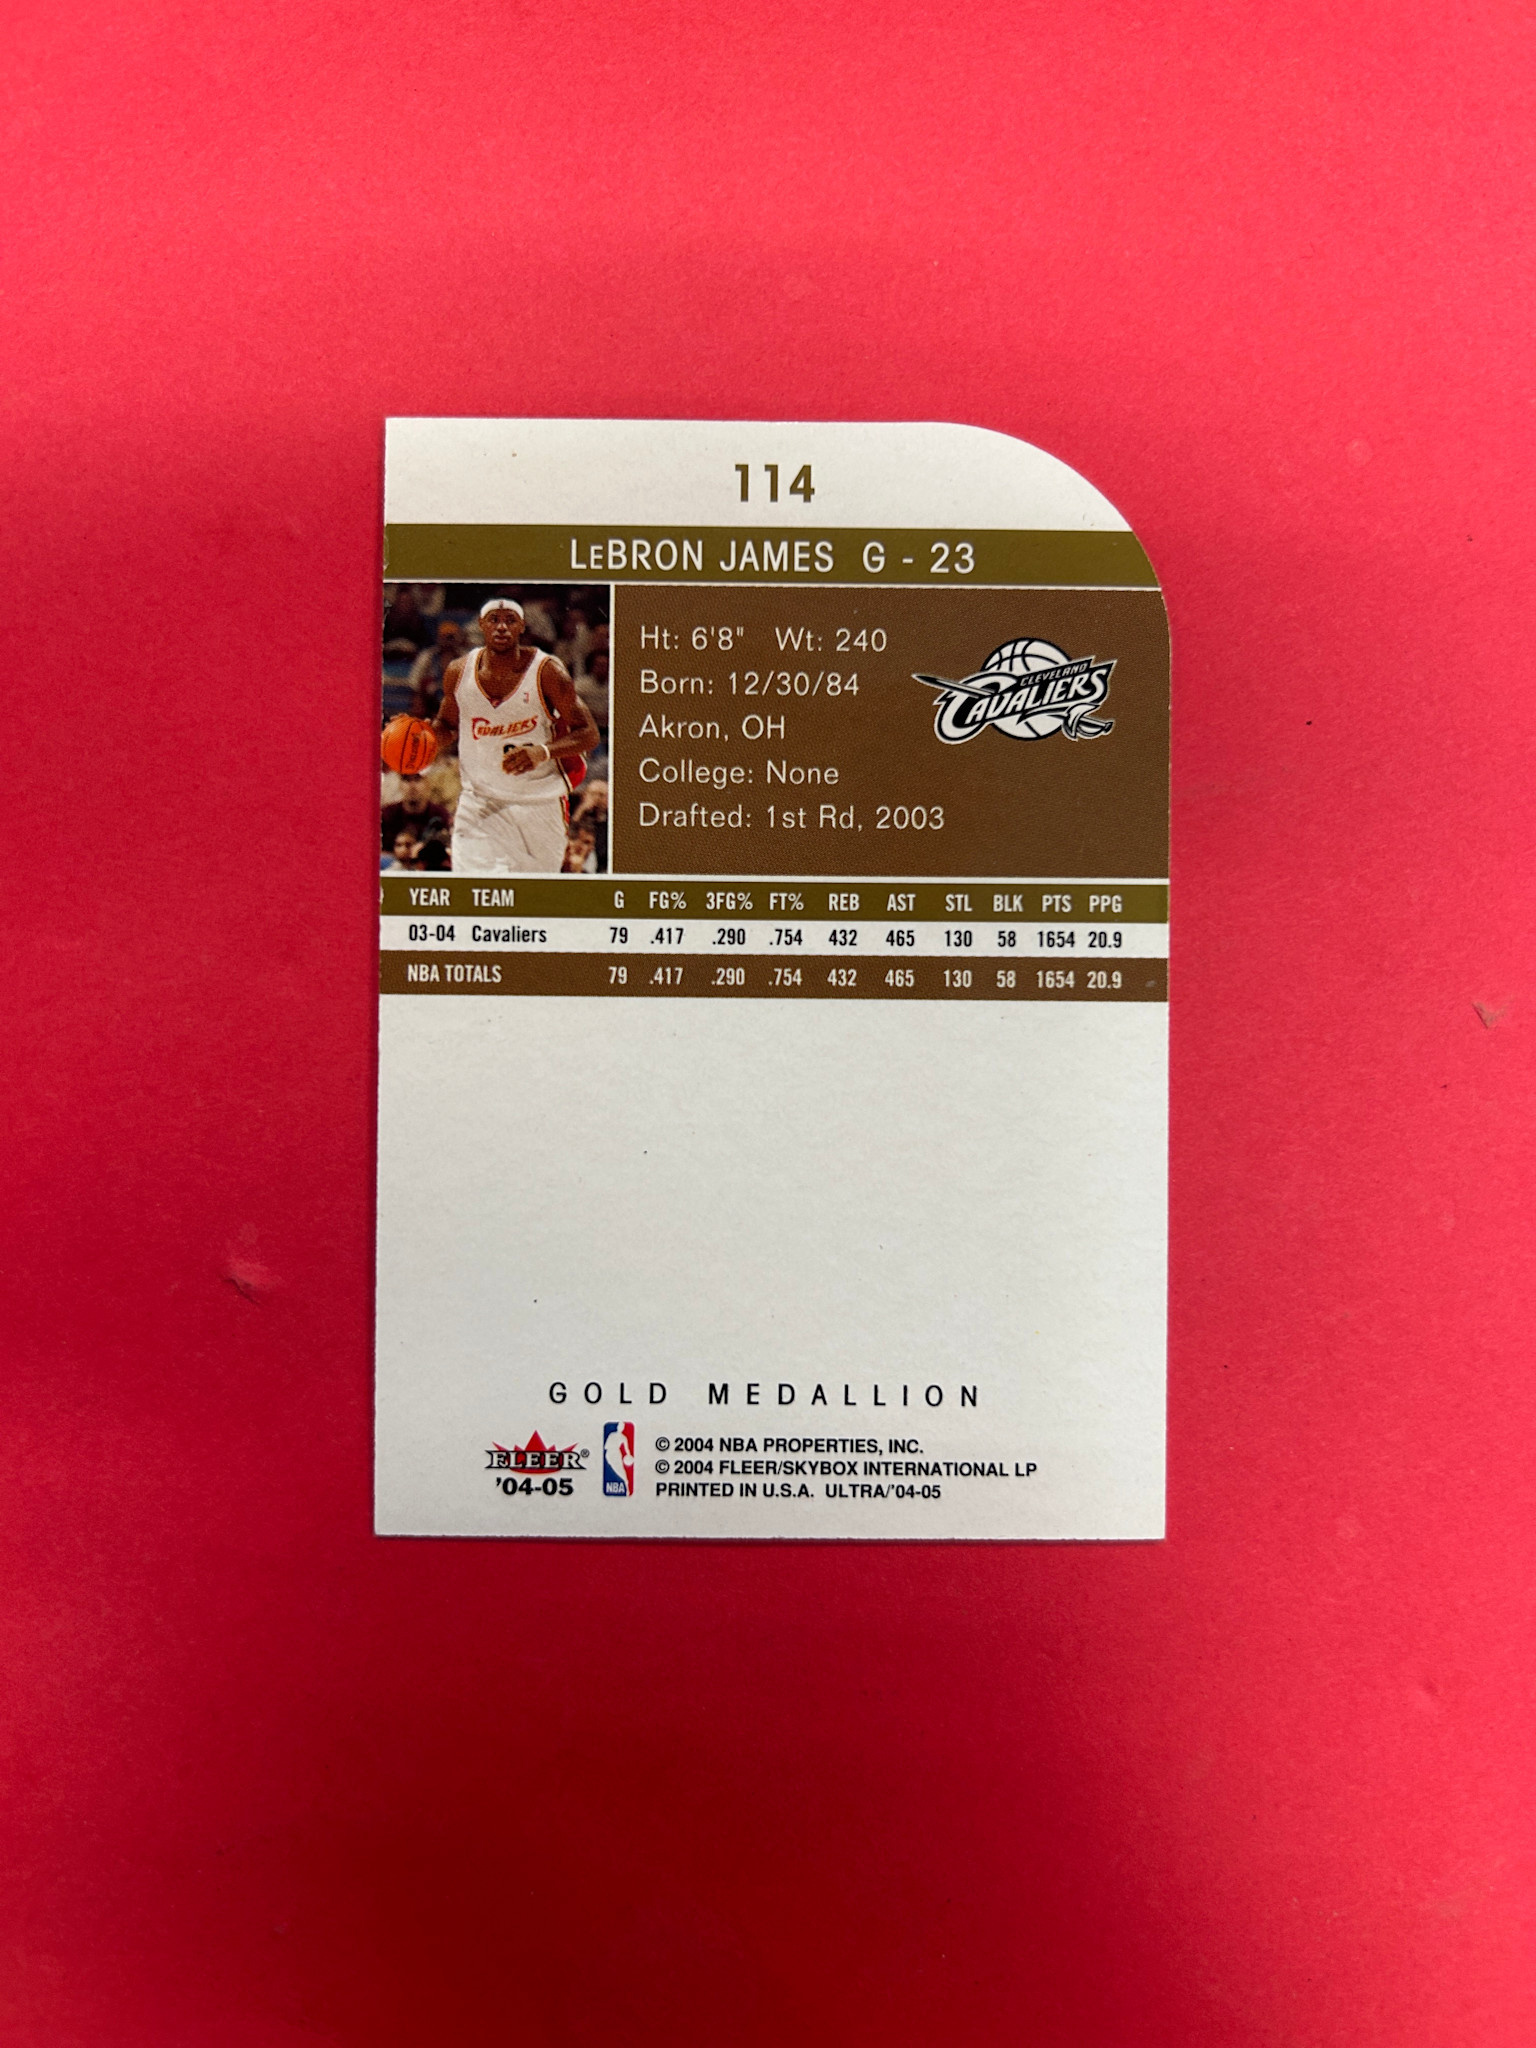 114
LEBRON JAMES G - 23
Ht: 6'8" Wt: 240
Born: 12/30/84
Akron, OH
College: None
Drafted: 1st Rd, 2003
CLEVELAND
CAVALIERS
CAVALIERS
YEAR TEAM G FG% 3FG% FT% REB AST STL BLK PTS PPG
03-04 Cavaliers 79 .417 .290 .754 432 465 130 58 1654 20.9
NBA TOTALS 79 .417 .290 .754 432 465 130 58 1654 20.9
GOLD MEDALLION
FLEER®
'04-05
NBA
© 2004 NBA PROPERTIES, INC.
© 2004 FLEER/SKYBOX INTERNATIONAL LP
PRINTED IN U.S.A. ULTRA/'04-05